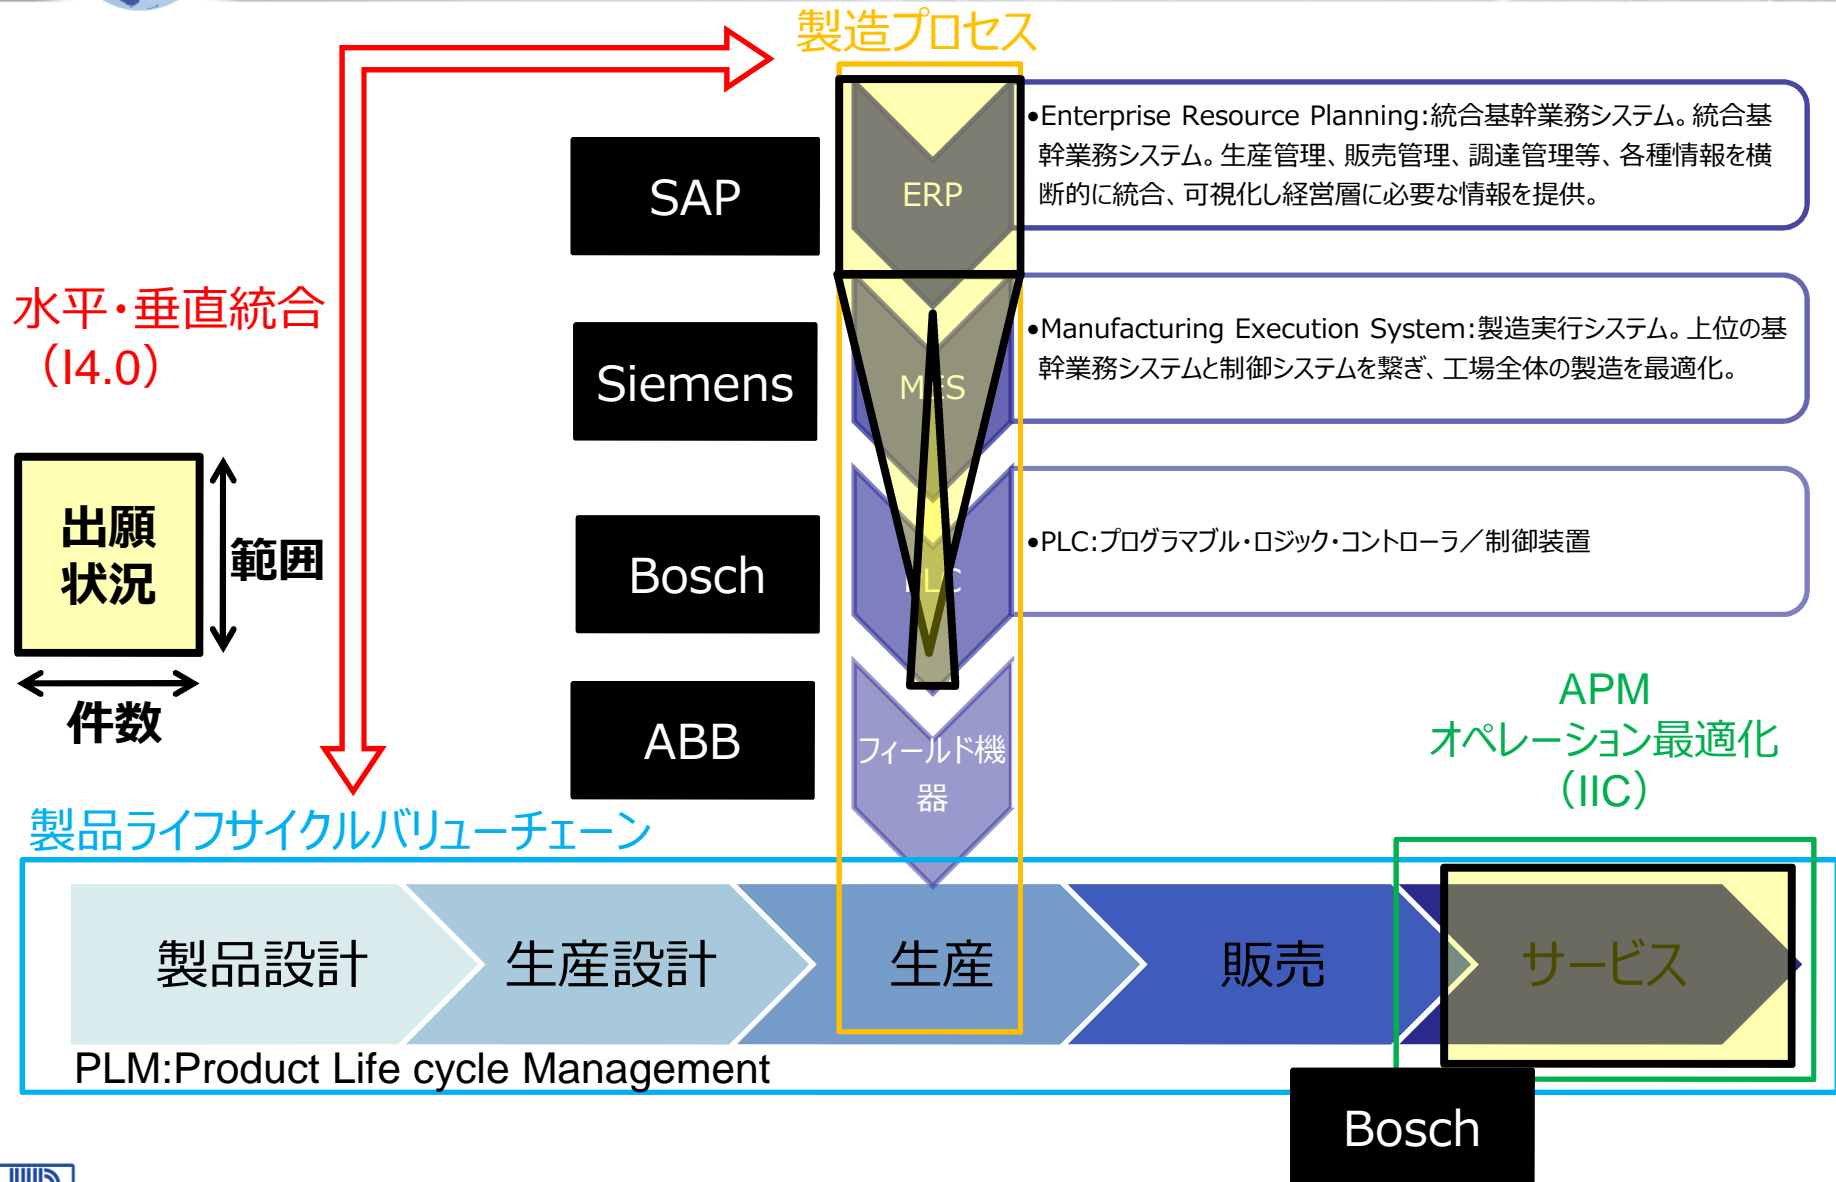 製造プロセス
SAP
ERP
•Enterprise Resource Planning:統合基幹業務システム。統合基
幹業務システム。生産管理、販売管理、調達管理等、各種情報を横
断的に統合、可視化し経営層に必要な情報を提供。
水平・垂直統合
（I4.0）
Siemens
MES
•Manufacturing Execution System:製造実行システム。上位の基
幹業務システムと制御システムを繋ぎ、工場全体の製造を最適化。
出願
状況
範囲
件数
Bosch
PLC
•PLC:プログラマブル・ロジック・コントローラ／制御装置
ABB
フィールド機
器
APM
オペレーション最適化
（IIC）
製品ライフサイクルバリューチェーン
製品設計
生産設計
生産
販売
サービス
PLM:Product Life cycle Management
Bosch